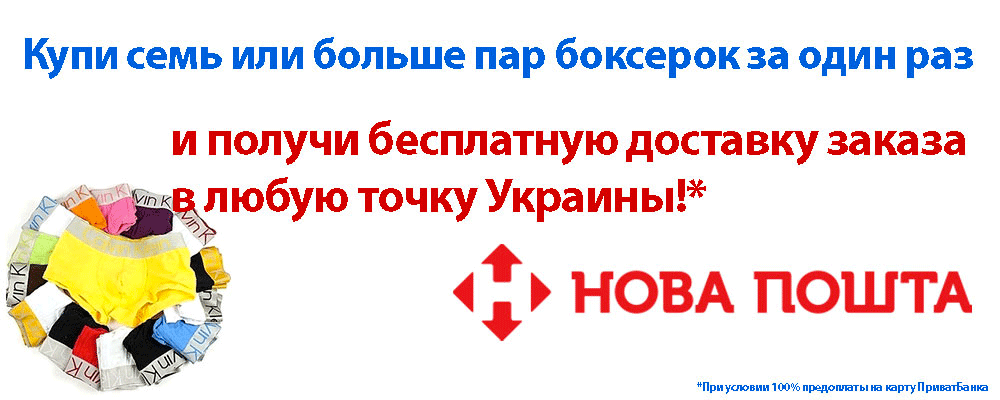 Купи семь или больше пар боксерок за один раз
и получи бесплатную доставку заказа
в любую точку Украины!*
НОВА ПОШТА
*При условии 100% предоплаты на карту ПриватБанка